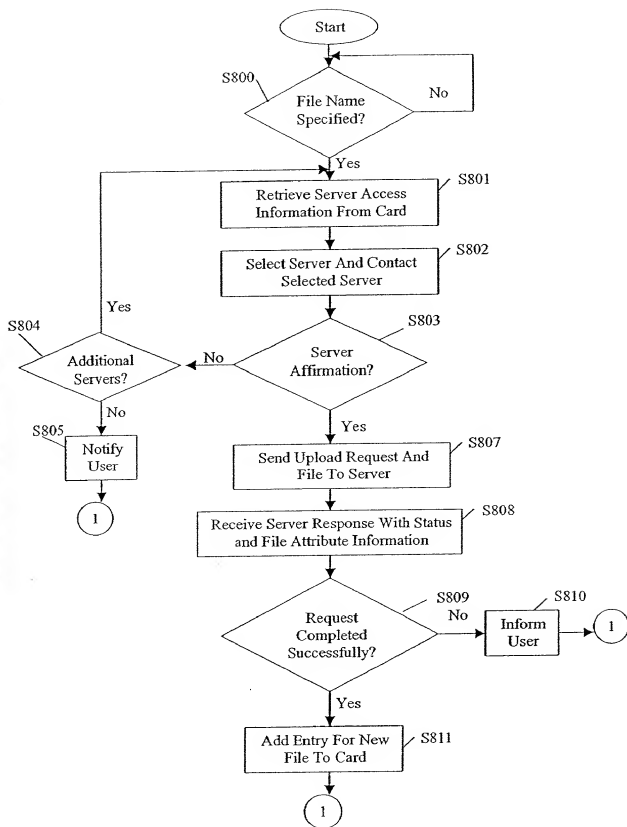 Start
S800
File Name
Specified?
No
Yes
S801
Retrieve Server Access
Information From Card
S802
Select Server And Contact
Selected Server
Yes
S803
S804
Server
Affirmation?
No
Additional
Servers?
No
S805
Notify
User
1
Yes
S807
Send Upload Request And
File To Server
S808
Receive Server Response With Status
and File Attribute Information
S809
Request
Completed
Successfully?
No
S810
Inform
User
1
Yes
S811
Add Entry For New
File To Card
1